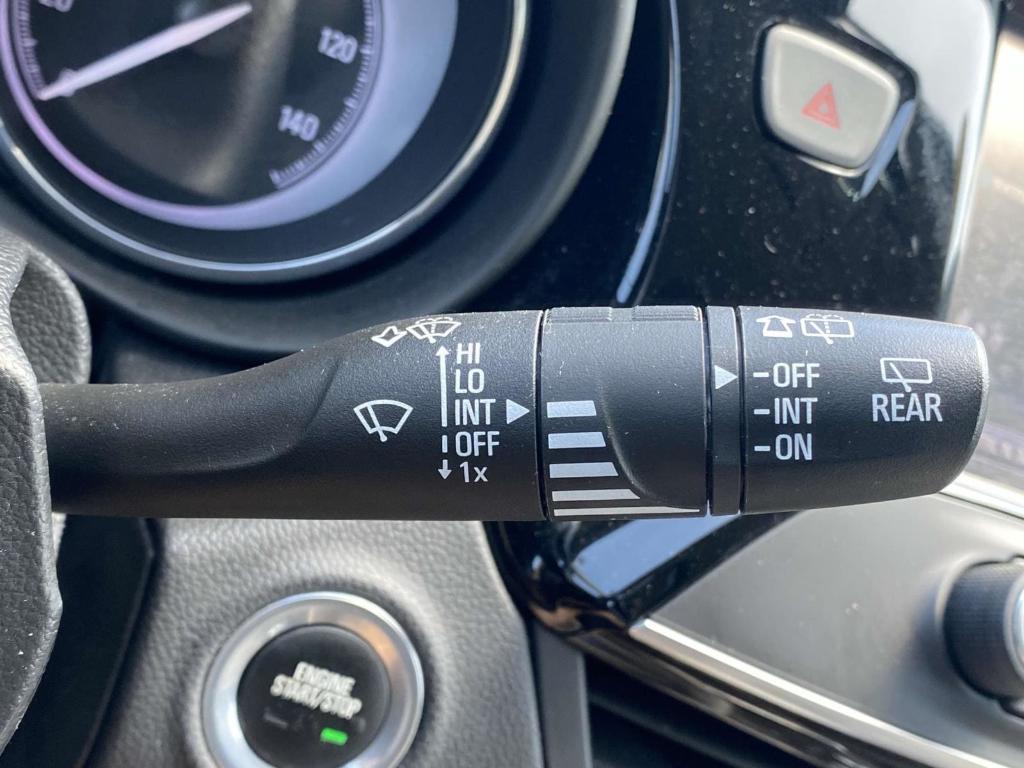 120
140
HI
LO
INT
OFF
1x
-OFF
-INT
-ON
REAR
ENGINE
START/STOP